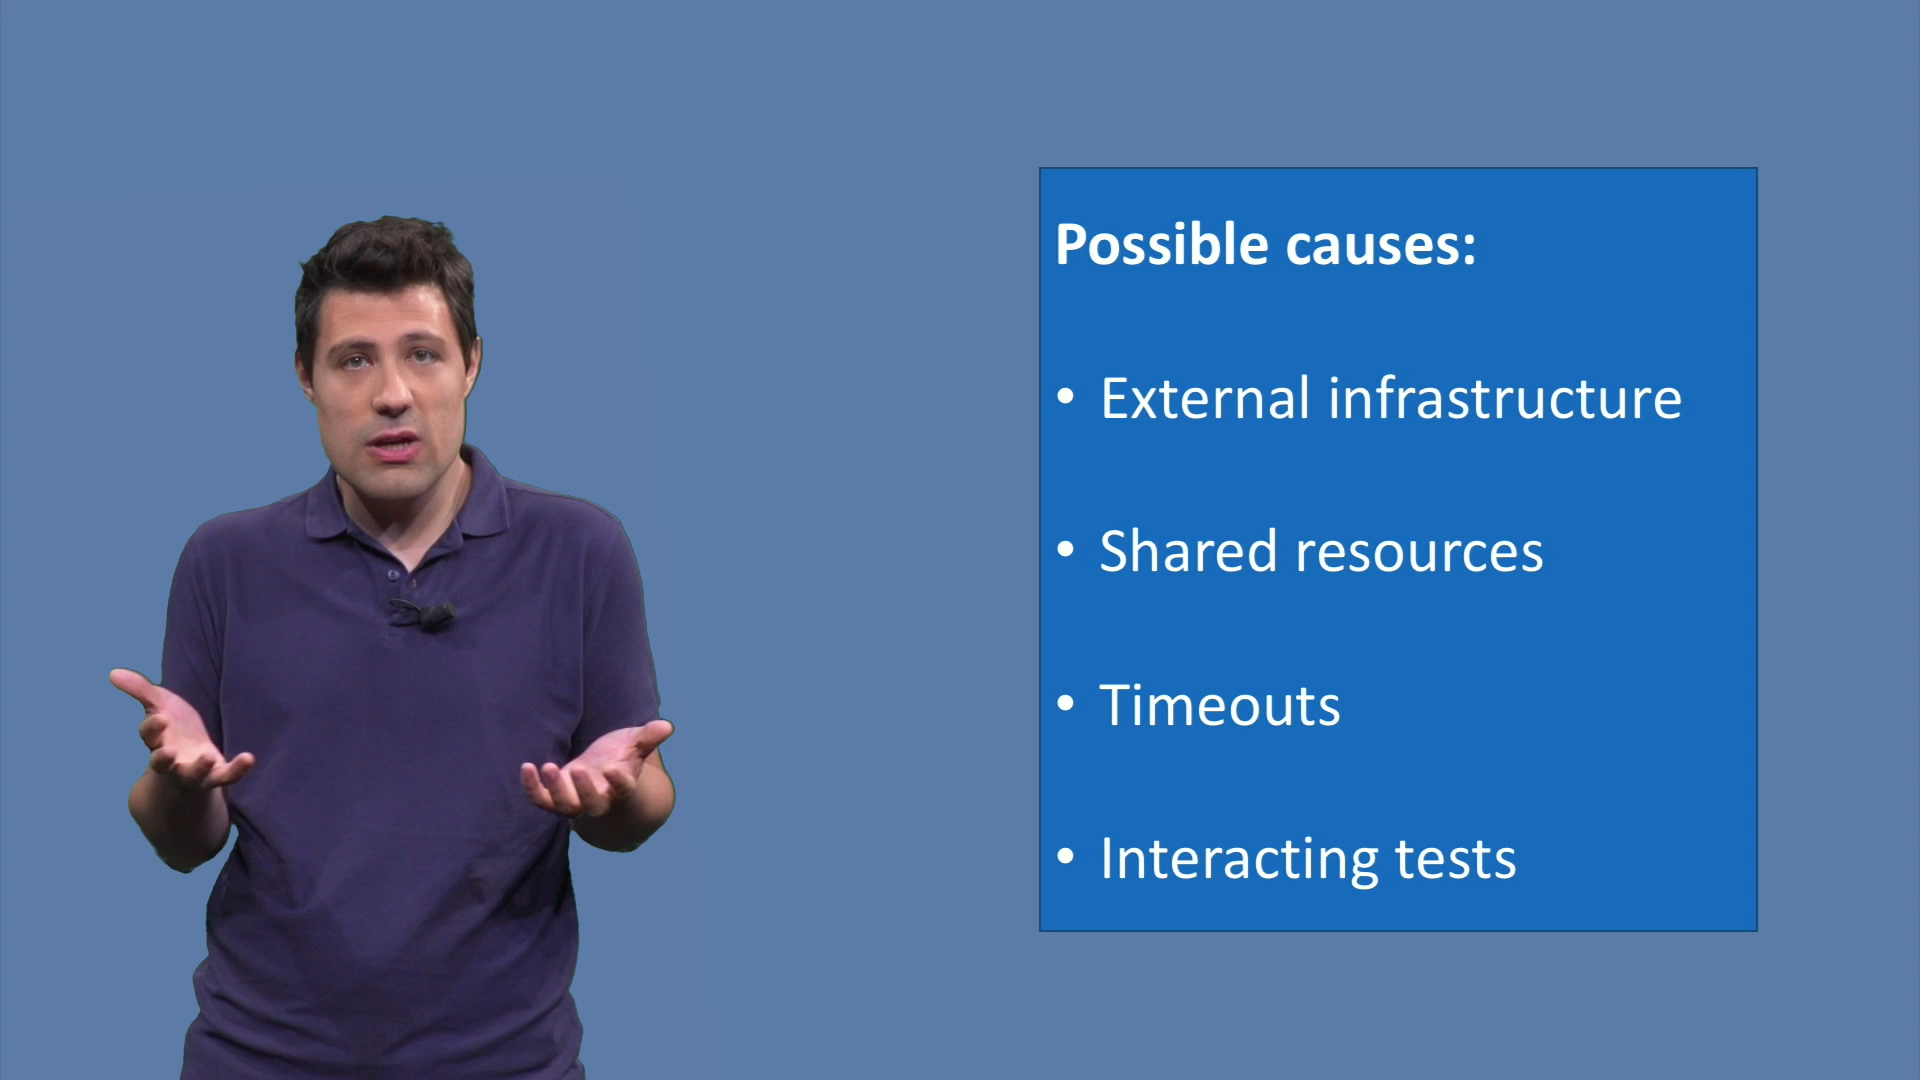 Possible causes:
• External infrastructure
• Shared resources
• Timeouts
• Interacting tests